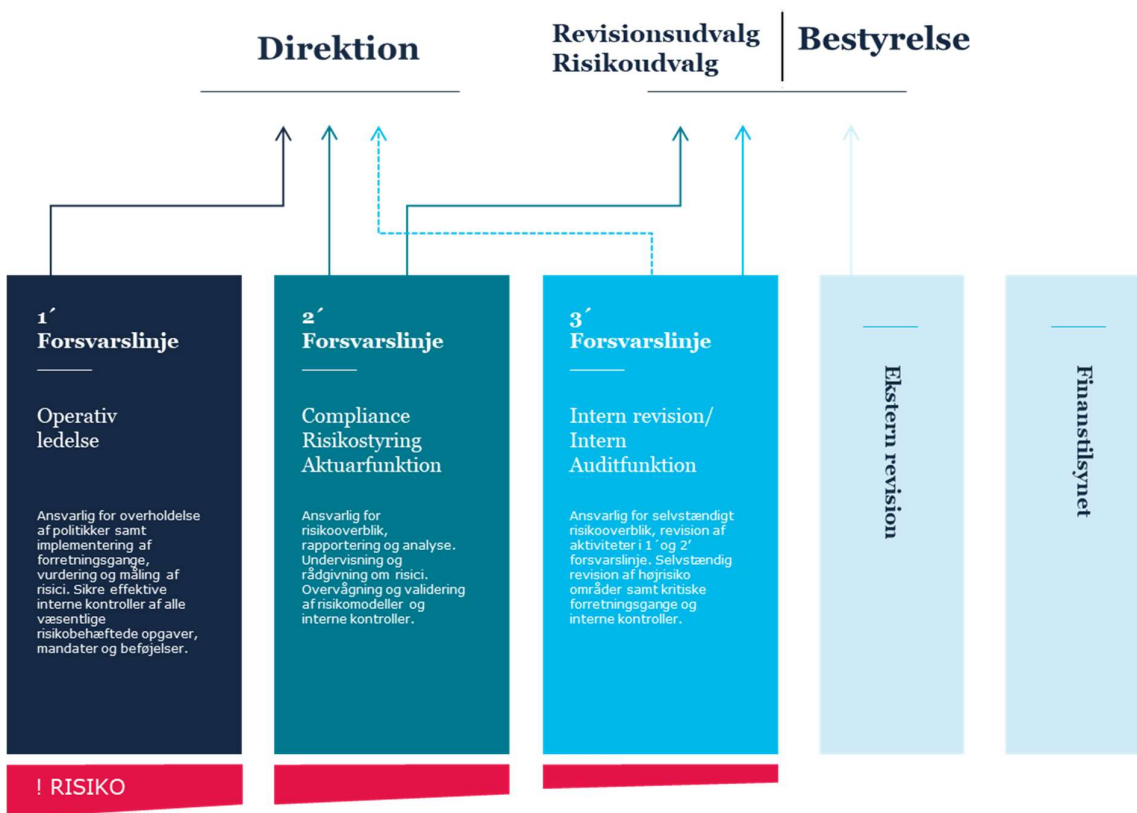 Direktion
Revisionsudvalg
Risikoudvalg
Bestyrelse
1´
Forsvarslinje
Operativ
ledelse
Ansvarlig for overholdelse
af politikker samt
implementering af
forretningsgange,
vurdering og måling af
risici. Sikre effektive
interne kontroller af alle
væsentlige
risikobehæftede opgaver,
mandater og beføjelser.
2´
Forsvarslinje
Compliance
Risikostyring
Aktuarfunktion
Ansvarlig for
risikooverblik,
rapportering og analyse.
Undervisning og
rådgivning om risici.
Overvågning og validering
af risikomodeller og
interne kontroller.
3´
Forsvarslinje
Intern revision/
Intern
Auditfunktion
Ansvarlig for selvstændigt
risikooverblik, revision af
aktiviteter i 1´og 2’
forsvarslinje. Selvstændig
revision af højrisiko
områder samt kritiske
forretningsgange og
interne kontroller.
Ekstern revision
Finanstilsynet
! RISIKO